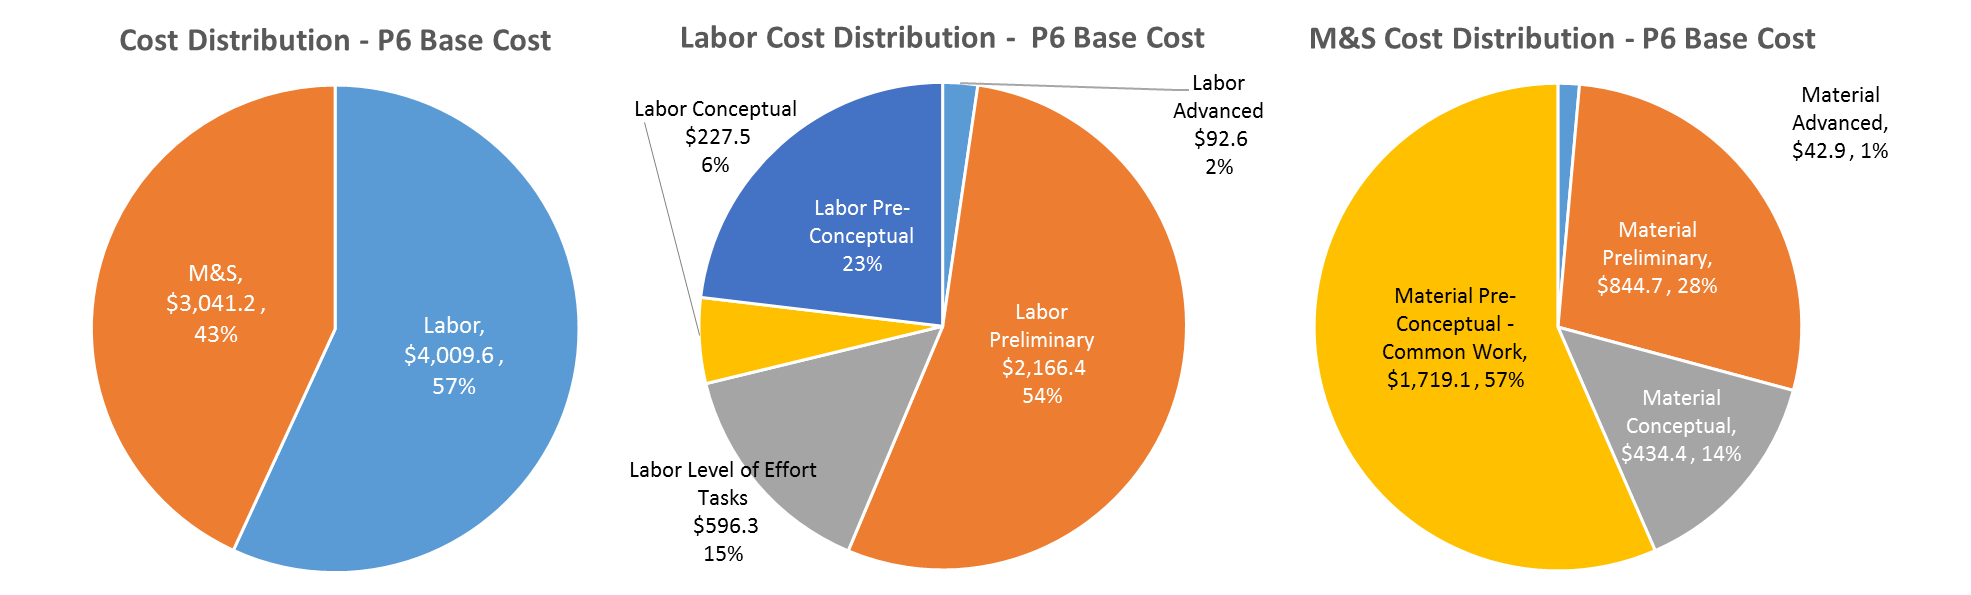 Cost Distribution - P6 Base Cost
M&S,
$3,041.2 ,
43%
Labor,
$4,009.6 ,
57%
Labor Cost Distribution - P6 Base Cost
Labor Conceptual
$227.5
6%
Labor
Advanced
$92.6
2%
Labor Pre-
Conceptual
23%
Labor
Preliminary
$2,166.4
54%
Labor Level of Effort
Tasks
$596.3
15%
M&S Cost Distribution - P6 Base Cost
Material
Advanced,
$42.9 , 1%
Material
Preliminary,
$844.7 , 28%
Material Pre-
Conceptual -
Common Work,
$1,719.1 , 57%
Material
Conceptual,
$434.4 , 14%